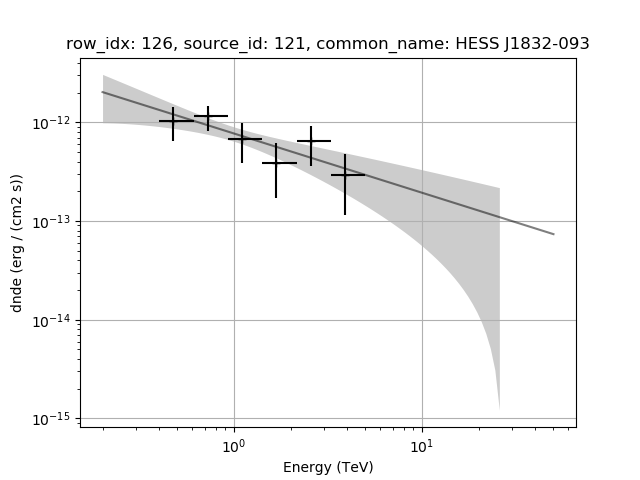 row_idx: 126, source_id: 121, common_name: HESS J1832-093
10⁻¹²
10⁻¹³
10⁻¹⁴
10⁻¹⁵
dnde (erg / (cm2 s))
10⁰
10¹
Energy (TeV)